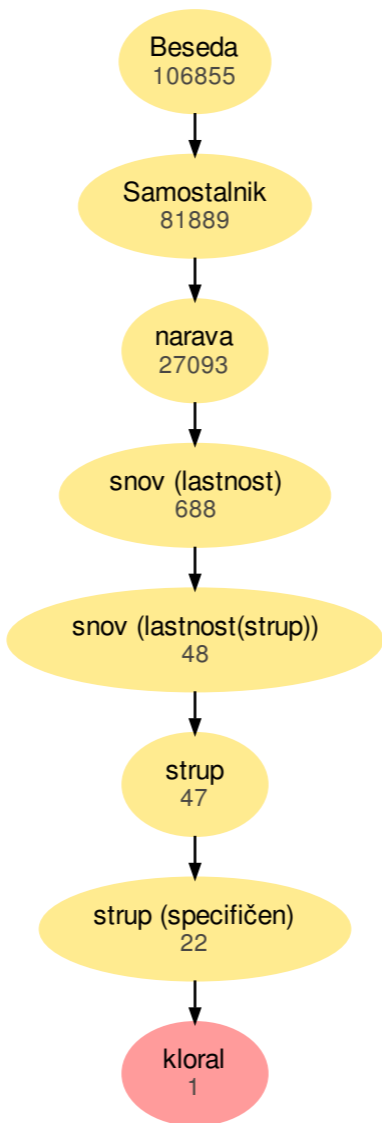 Beseda
106855
Samostalnik
81889
narava
27093
snov (lastnost)
688
snov (lastnost(strup))
48
strup
47
strup (specifičen)
22
kloral
1